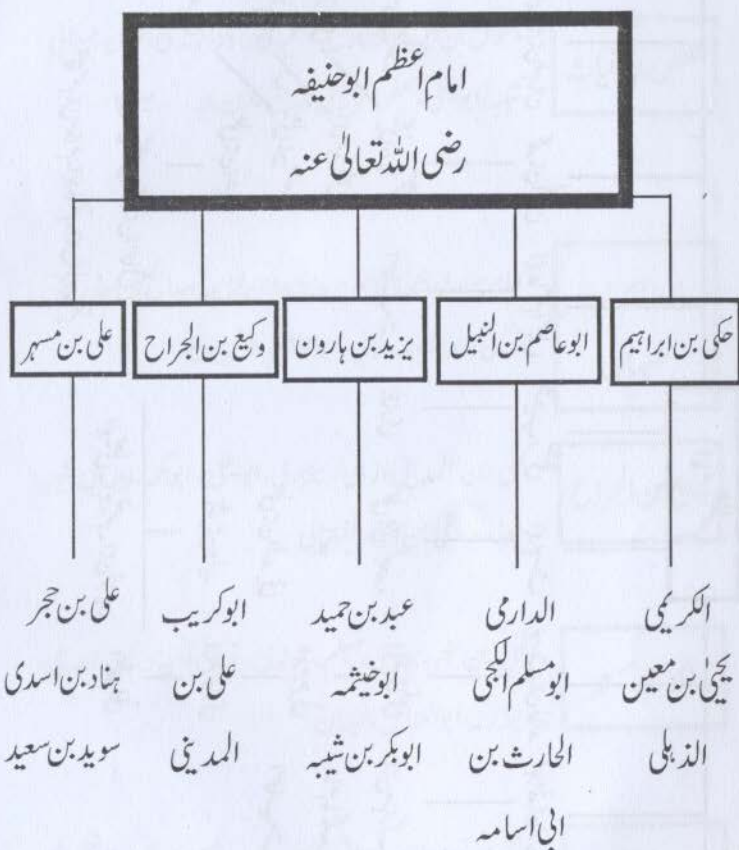 امامِ اعظم ابوحنیفہ
رضی اللہ تعالیٰ عنہ
حکی بن ابراہیم
ابوعاصم بن النبیل
یزید بن ہارون
وکیع بن الجراح
علی بن مسہر
الکریمی
یحییٰ بن معین
الذہلی
الدارمی
ابومسلم الکجی
الحارث بن
ابی اسامہ
عبد بن حمید
ابوخیثمہ
ابوبکر بن شیبہ
ابوکریب
علی بن
المدینی
علی بن حجر
ہناد بن اسدی
سوید بن سعید